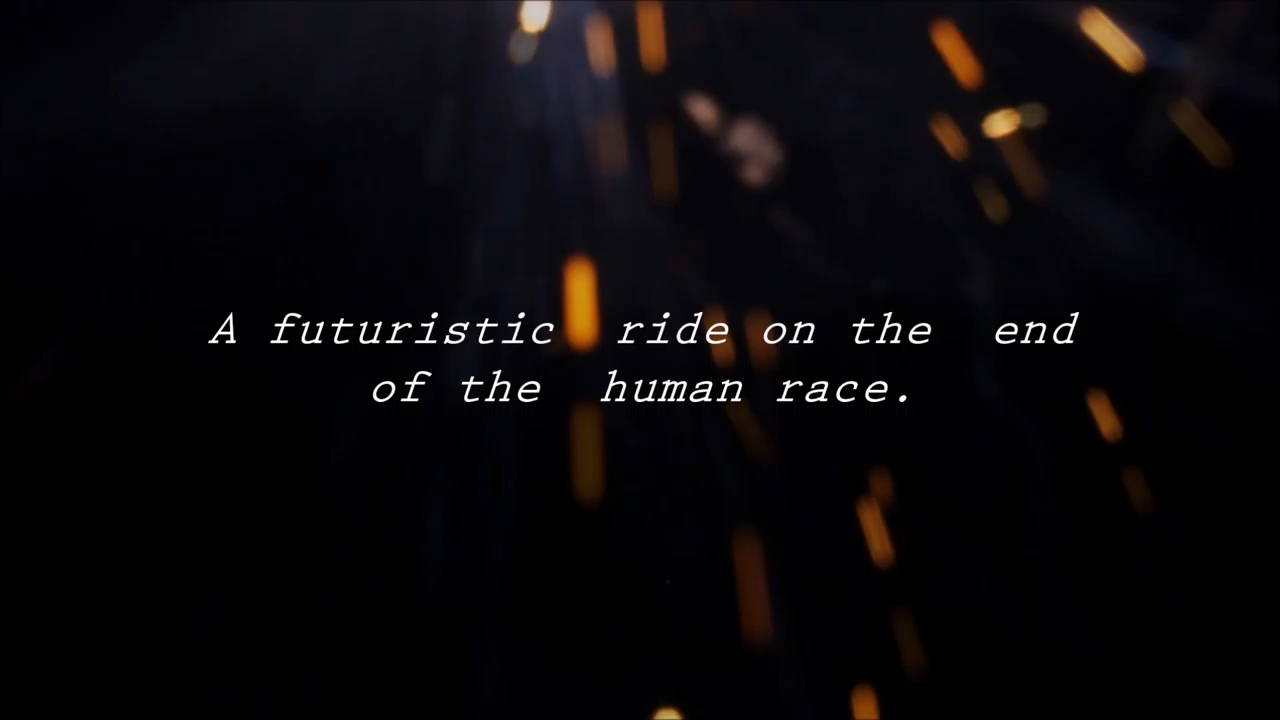 A futuristic  ride on the  end
of the  human race.